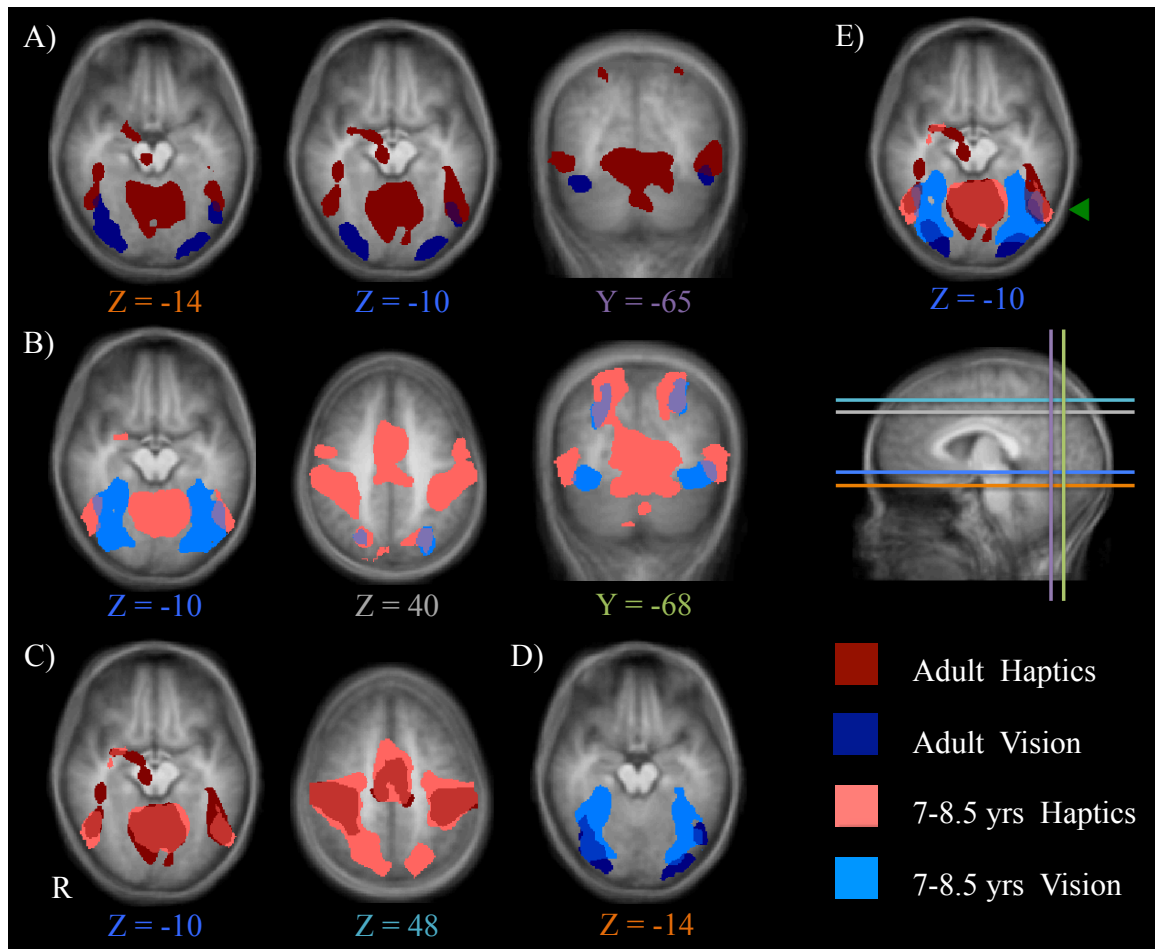 A)
E)
Z = -14
Z = -10
Y = -65
Z = -10
B)
Z = -10
Z = 40
Y = -68
C)
D)
Adult Haptics
Adult Vision
7-8.5 yrs Haptics
7-8.5 yrs Vision
R
Z = -10
Z = 48
Z = -14